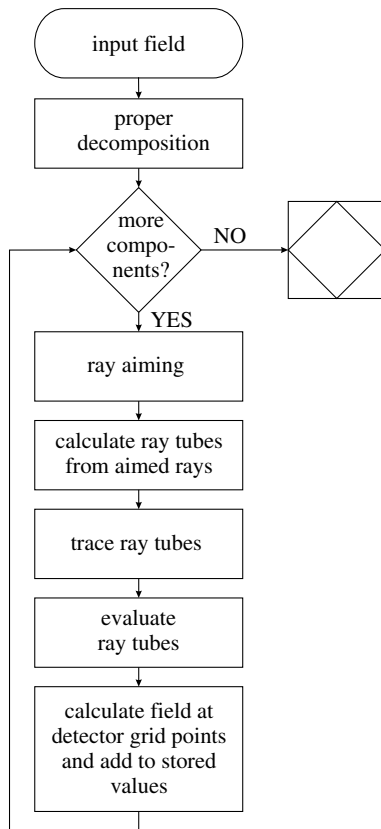 input field
proper
decomposition
more
compo-
nents?
NO
YES
ray aiming
calculate ray tubes
from aimed rays
trace ray tubes
evaluate
ray tubes
calculate field at
detector grid points
and add to stored
values